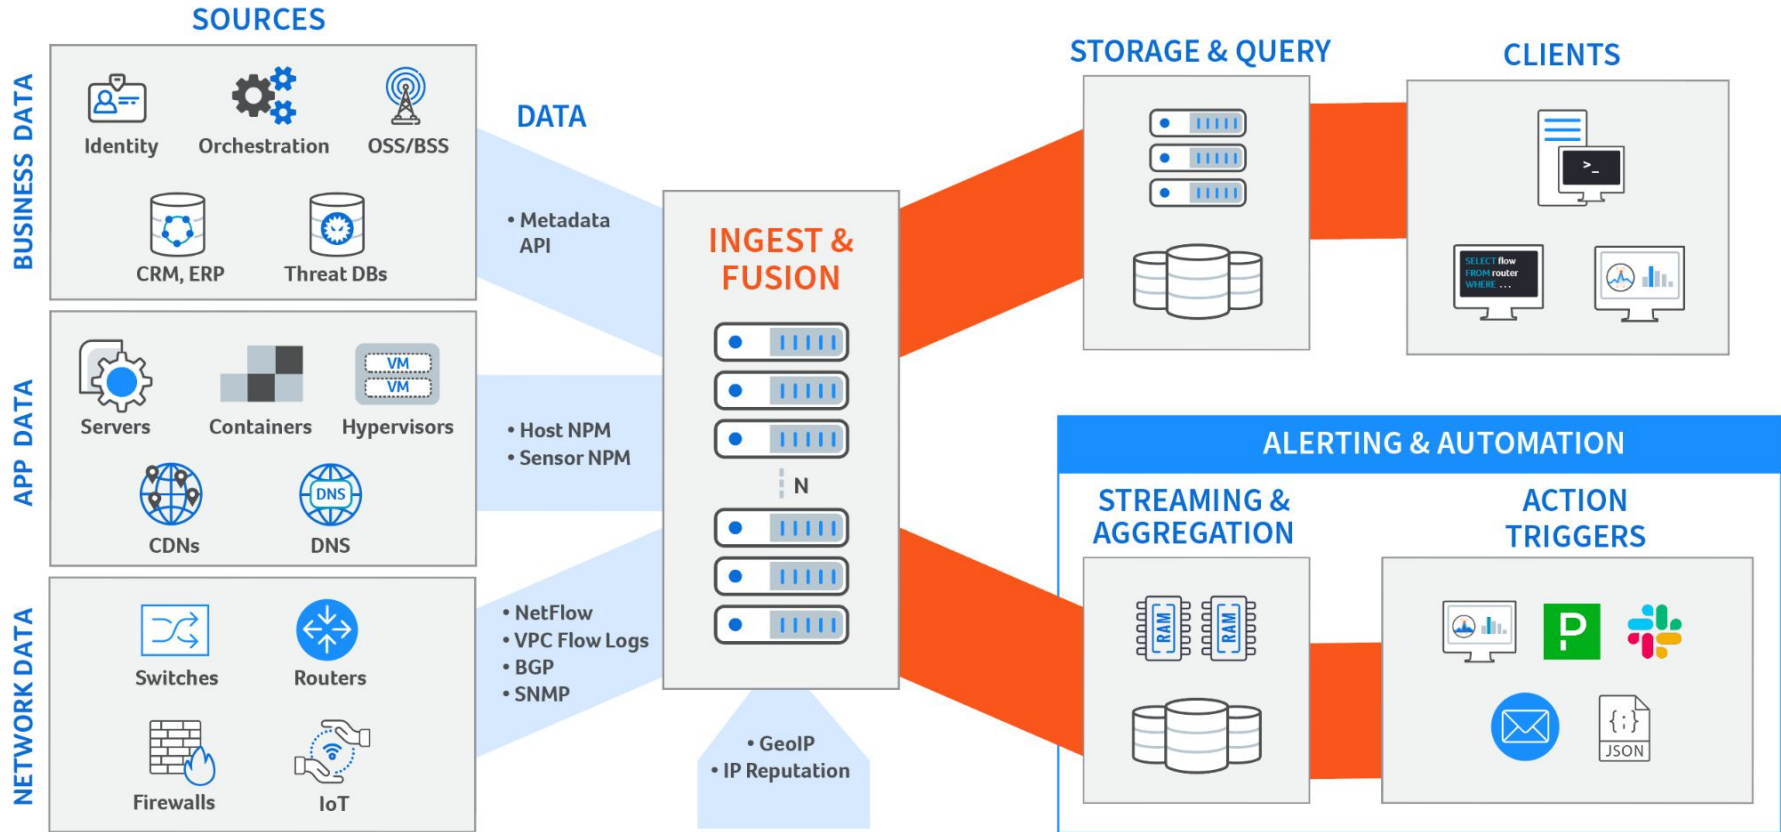 SOURCES
BUSINESS DATA
Identity
Orchestration
OSS/BSS
CRM, ERP
Threat DBs
APP DATA
Servers
Containers
VM
VM
Hypervisors
CDNs
DNS
DNS
NETWORK DATA
Switches
Routers
Firewalls
IoT
DATA
• Metadata
API
• Host NPM
• Sensor NPM
• NetFlow
• VPC Flow Logs
• BGP
• SNMP
INGEST &
FUSION
N
• GeoIP
• IP Reputation
STORAGE & QUERY
CLIENTS
>_
SELECT flow
FROM router
WHERE ...
ALERTING & AUTOMATION
STREAMING &
AGGREGATION
RAM
RAM
ACTION
TRIGGERS
P
{;}
JSON